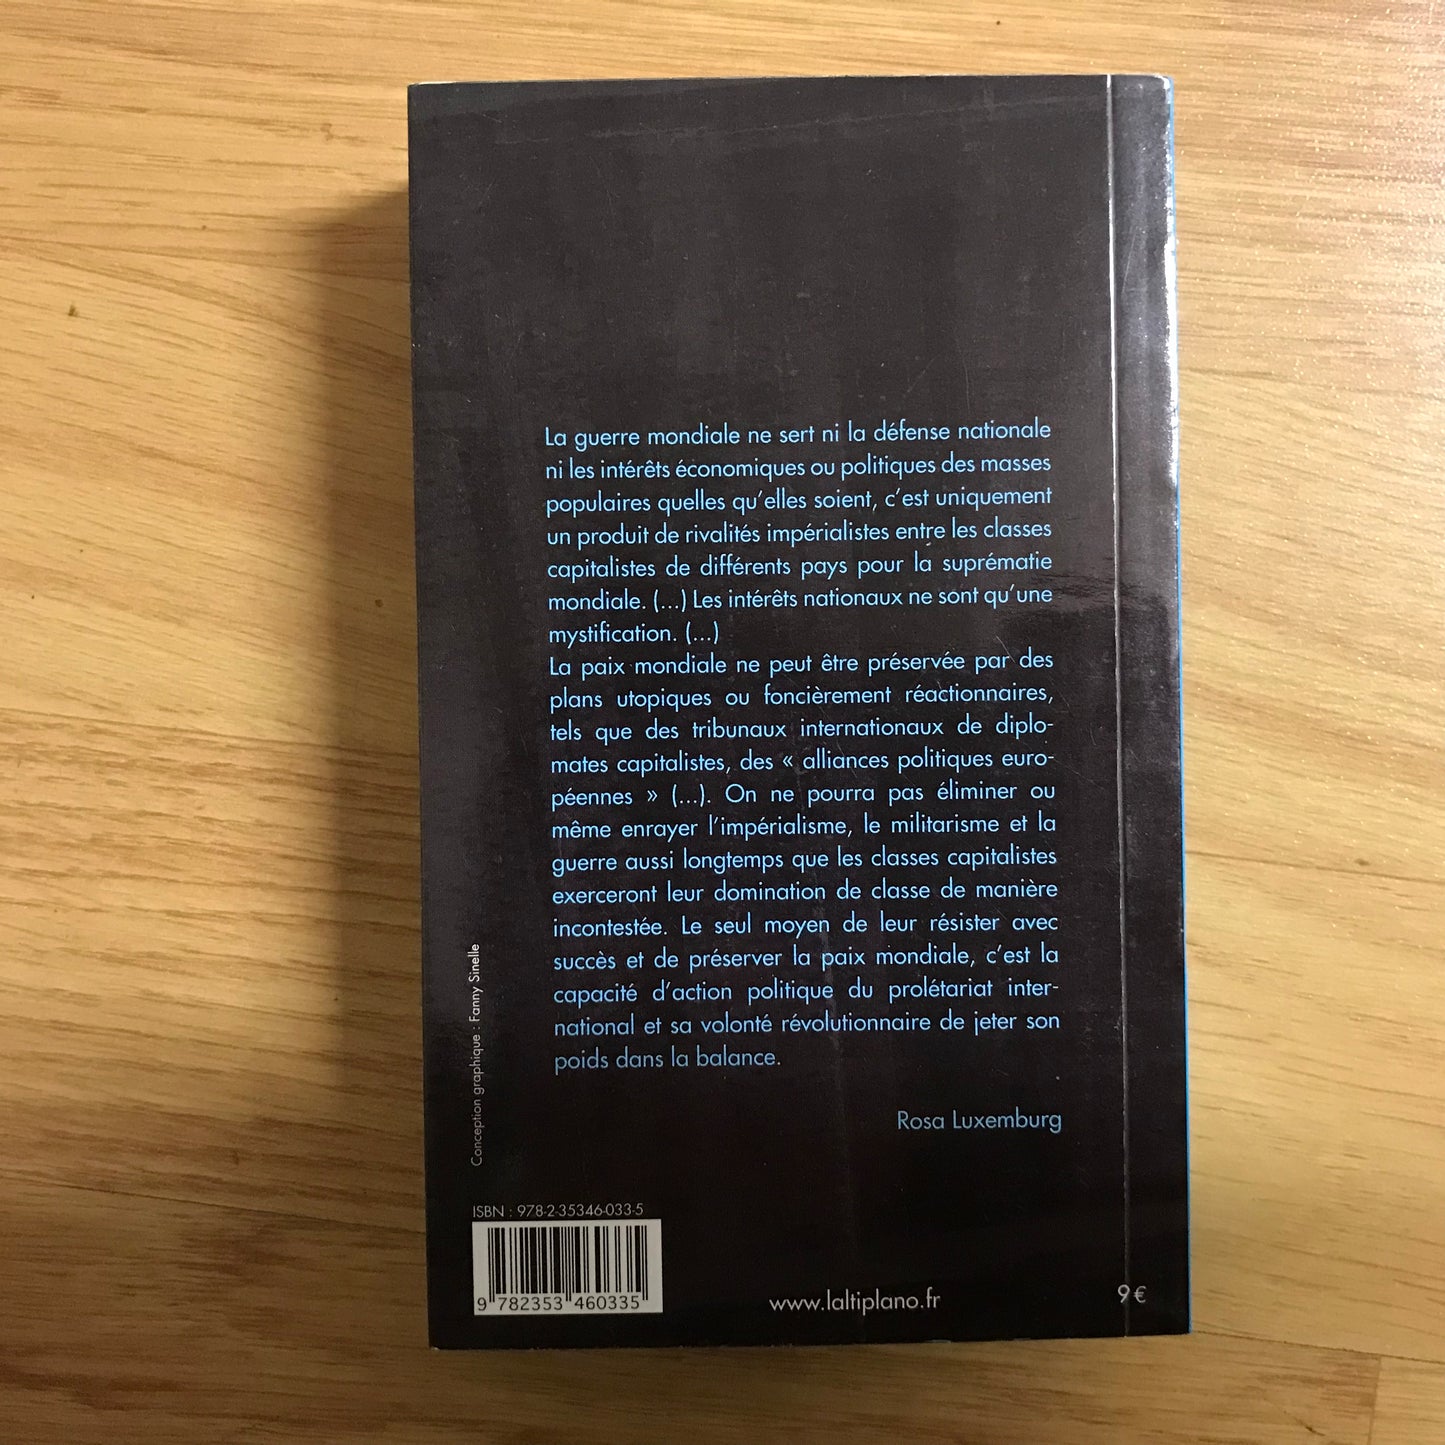 La guerre mondiale ne sert ni la défense nationale
ni les intérêts économiques ou politiques des masses
populaires quelles qu'elles soient, c'est uniquement
un produit de rivalités impérialistes entre les classes
capitalistes de différents pays pour la suprématie
mondiale. (...) Les intérêts nationaux ne sont qu'une
mystification. (...)
La paix mondiale ne peut être préservée par des
plans utopiques ou foncièrement réactionnaires,
tels que des tribunaux internationaux de diplo-
mates capitalistes, des « alliances politiques euro-
péennes » (...). On ne pourra pas éliminer ou
même enrayer l'impérialisme, le militarisme et la
guerre aussi longtemps que les classes capitalistes
exerceront leur domination de classe de manière
incontestée. Le seul moyen de leur résister avec
succès et de préserver la paix mondiale, c'est la
capacité d'action politique du prolétariat inter-
national et sa volonté révolutionnaire de jeter son
poids dans la balance.
Rosa Luxemburg
Conception graphique : Fanny Sinelle
ISBN : 978-2-35346-033-5
9 782353 460335
www.laltiplano.fr
9 €